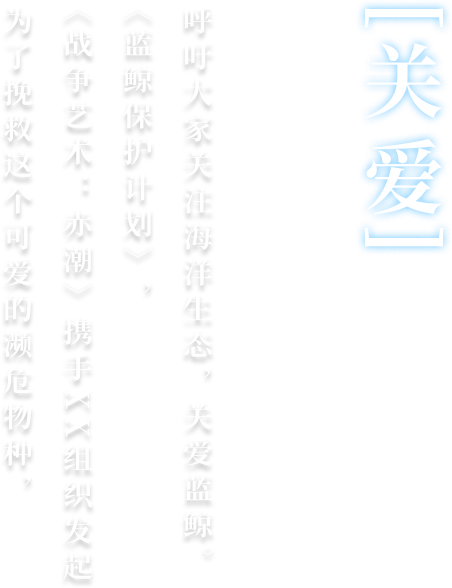 [关爱]
为了挽救这个可爱的濒危物种，
《战争艺术：赤潮》携手XX组织发起
《蓝鲸保护计划》，
呼吁大家关注海洋生态，关爱蓝鲸。